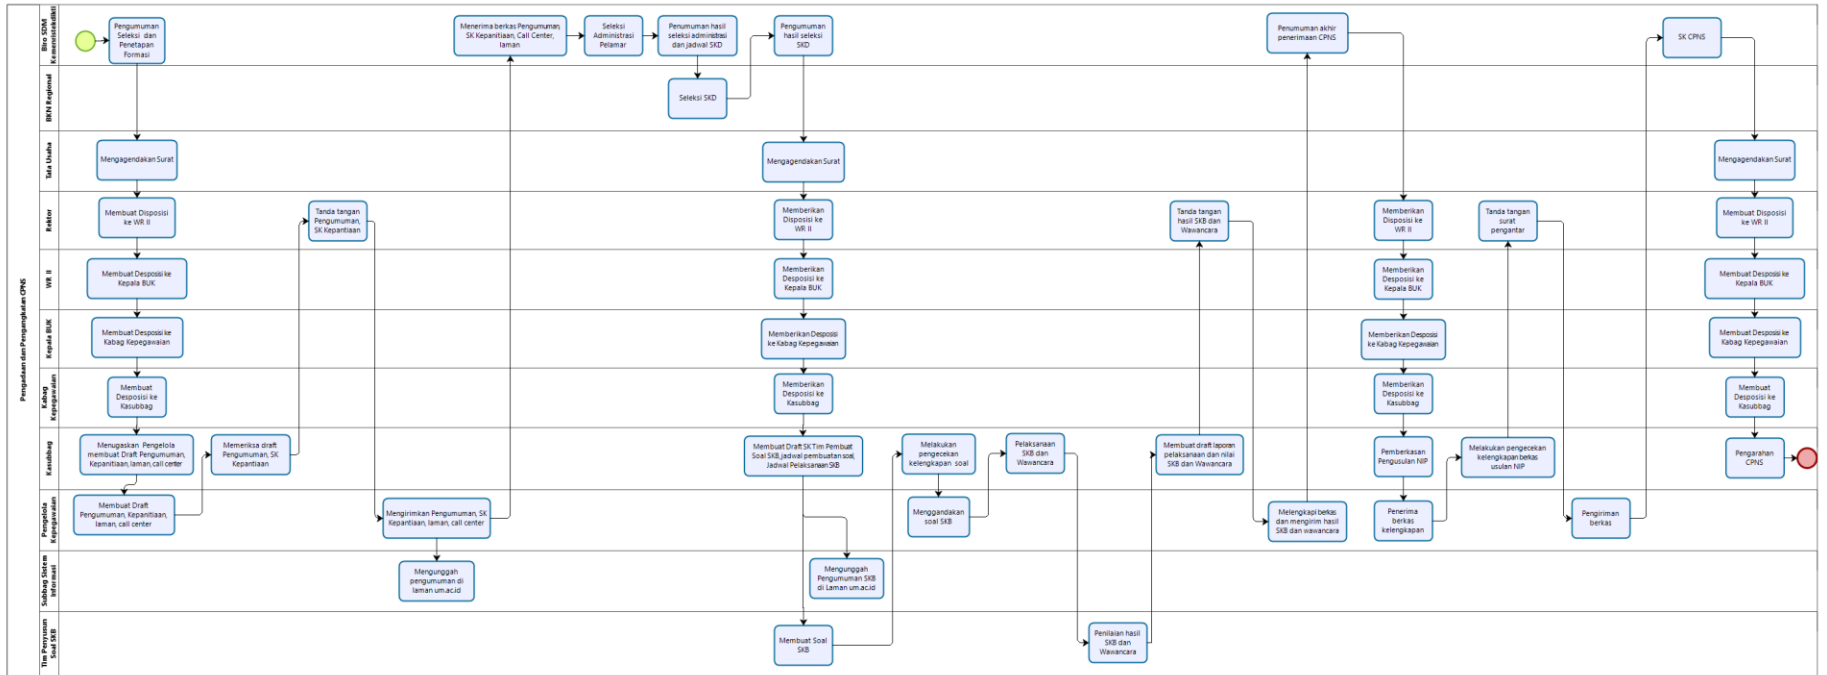 Pengadaan dan Pengangkatan CPNS
Biro SDM
Kemenristekdikti
Pengumuman
Seleksi dan
Penetapan
Formasi
Menerima berkas Pengumuman,
SK Kepanitiaan, Call Center,
laman
Seleksi
Administrasi
Pelamar
Penumuman hasil
seleksi administrasi
dan jadwal SKD
Pengumuman
hasil seleksi
SKD
Penumuman akhir
penerimaan CPNS
SK CPNS
BKN Regional
Seleksi SKD
Tata Usaha
Mengagendakan Surat
Mengagendakan Surat
Mengagendakan Surat
Rektor
Membuat Disposisi
ke WR II
Tanda tangan
Pengumuman,
SK Kepantiaan
Memberikan
Disposisi ke
WR II
Tanda tangan
hasil SKB dan
Wawancara
Memberikan
Disposisi ke
WR II
Tanda tangan
surat
pengantar
Membuat Disposisi
ke WR II
WR II
Membuat Desposisi ke
Kepala BUK
Memberikan
Desposisi ke
Kepala BUK
Memberikan
Desposisi ke
Kepala BUK
Membuat Desposisi ke
Kepala BUK
Kepala BUK
Membuat Desposisi ke
Kabag Kepegawaian
Memberikan Desposisi
ke Kabag Kepegawaian
Memberikan Desposisi
ke Kabag Kepegawaian
Membuat Desposisi ke
Kabag Kepegawaian
Kabag
Kepegawaian
Membuat
Desposisi ke
Kasubbag
Memberikan
Desposisi ke
Kasubbag
Memberikan
Desposisi ke
Kasubbag
Membuat
Desposisi ke
Kasubbag
Kasubbag
Menugaskan Pengelola
membuat Draft Pengumuman,
Kepanitiaan, laman, call center
Memeriksa draft
Pengumuman, SK
Kepantiaan
Membuat Draft SK Tim Pembuat
Soal SKB, jadwal pembuatan soal,
Jadwal Pelaksanaan SKB
Melakukan
pengecekan
kelengkapan soal
Pelaksanaan
SKB dan
Wawancara
Membuat draft laporan
pelaksanaan dan nilai
SKB dan Wawancara
Pemberkasan
Pengusulan NIP
Melakukan pengecekan
kelengkapan berkas
usulan NIP
Pengarahan
CPNS
Pengelola
Kepegawaian
Membuat Draft
Pengumuman, Kepanitiaan,
laman, call center
Mengirimkan Pengumuman, SK
Kepantiaan, laman, call center
Menggandakan
soal SKB
Melengkapi berkas
dan mengirim hasil
SKB dan wawancara
Penerima
berkas
kelengkapan
Pengiriman
berkas
Subbag Sistem
Informasi
Mengunggah
pengumuman di
laman um.ac.id
Mengunggah
Pengumuman SKB
di Laman um.ac.id
Tim Penyusun
Soal SKB
Membuat Soal
SKB
Penilaian hasil
SKB dan
Wawancara